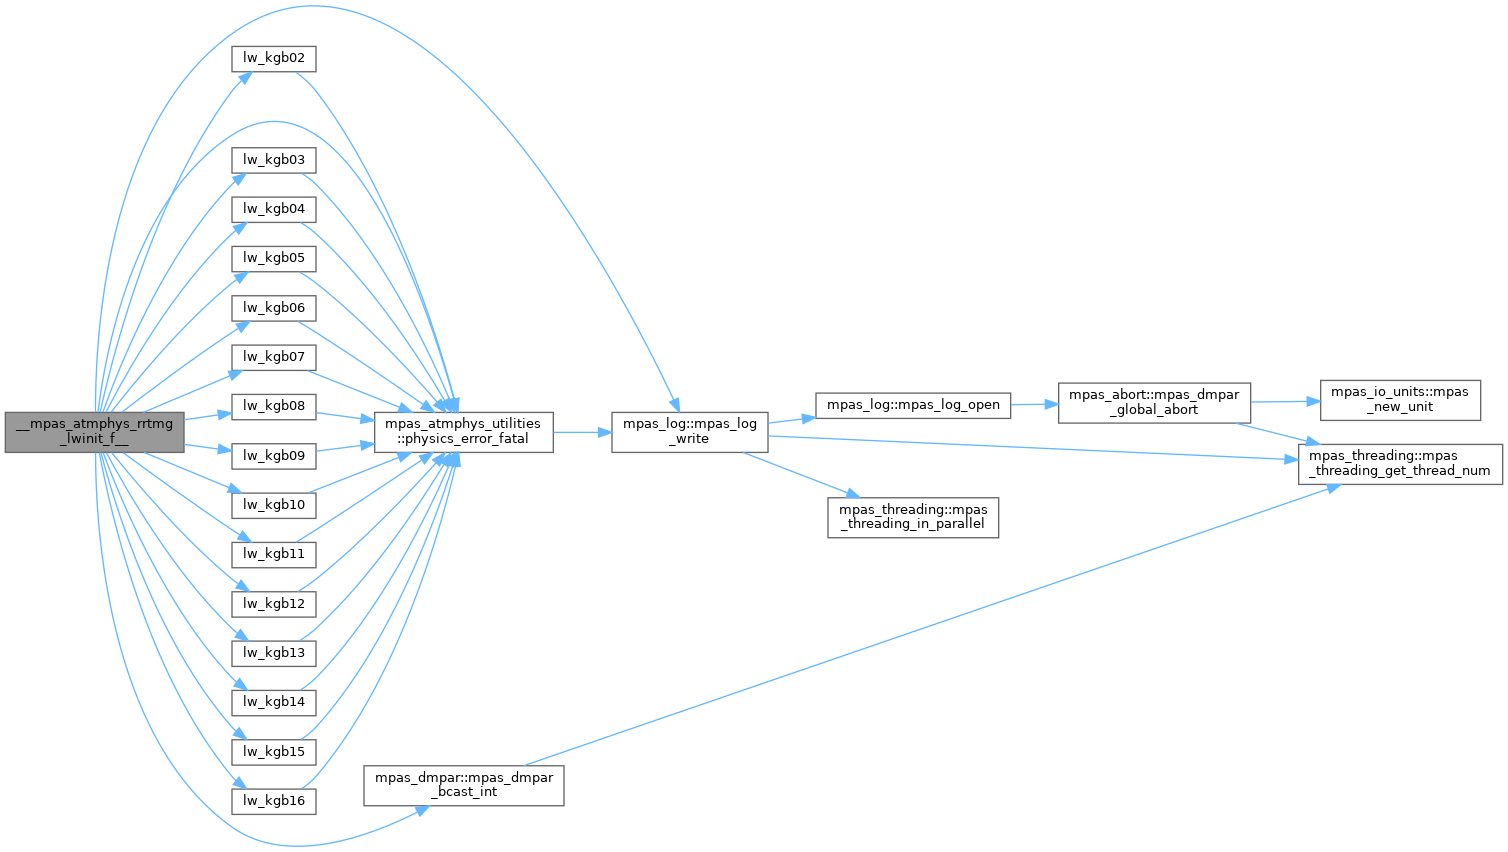 lw_kgb02
lw_kgb03
lw_kgb04
lw_kgb05
lw_kgb06
lw_kgb07
lw_kgb08
lw_kgb09
lw_kgb10
lw_kgb11
lw_kgb12
lw_kgb13
lw_kgb14
lw_kgb15
lw_kgb16
__mpas_atmphys_rrtmg
_lwinit_f__
mpas_atmphys_utilities
::physics_error_fatal
mpas_dmpar::mpas_dmpar
_bcast_int
mpas_log::mpas_log
_write
mpas_log::mpas_log_open
mpas_threading::mpas
_threading_in_parallel
mpas_abort::mpas_dmpar
_global_abort
mpas_io_units::mpas
_new_unit
mpas_threading::mpas
_threading_get_thread_num